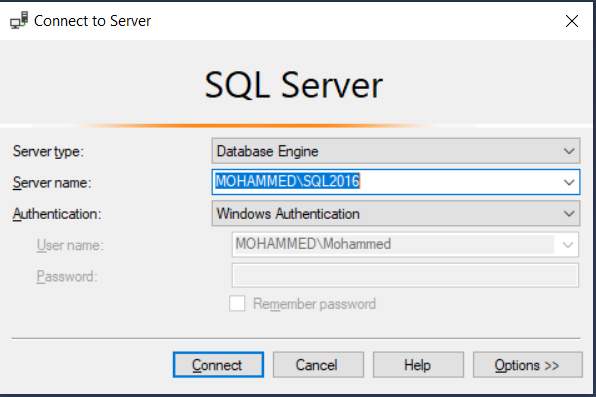 Connect to Server
SQL Server
Server type: Database Engine
Server name: MOHAMMED\SQL2016
Authentication: Windows Authentication
User name: MOHAMMED\Mohammed
Password:
Remember password
Connect Cancel Help Options >>